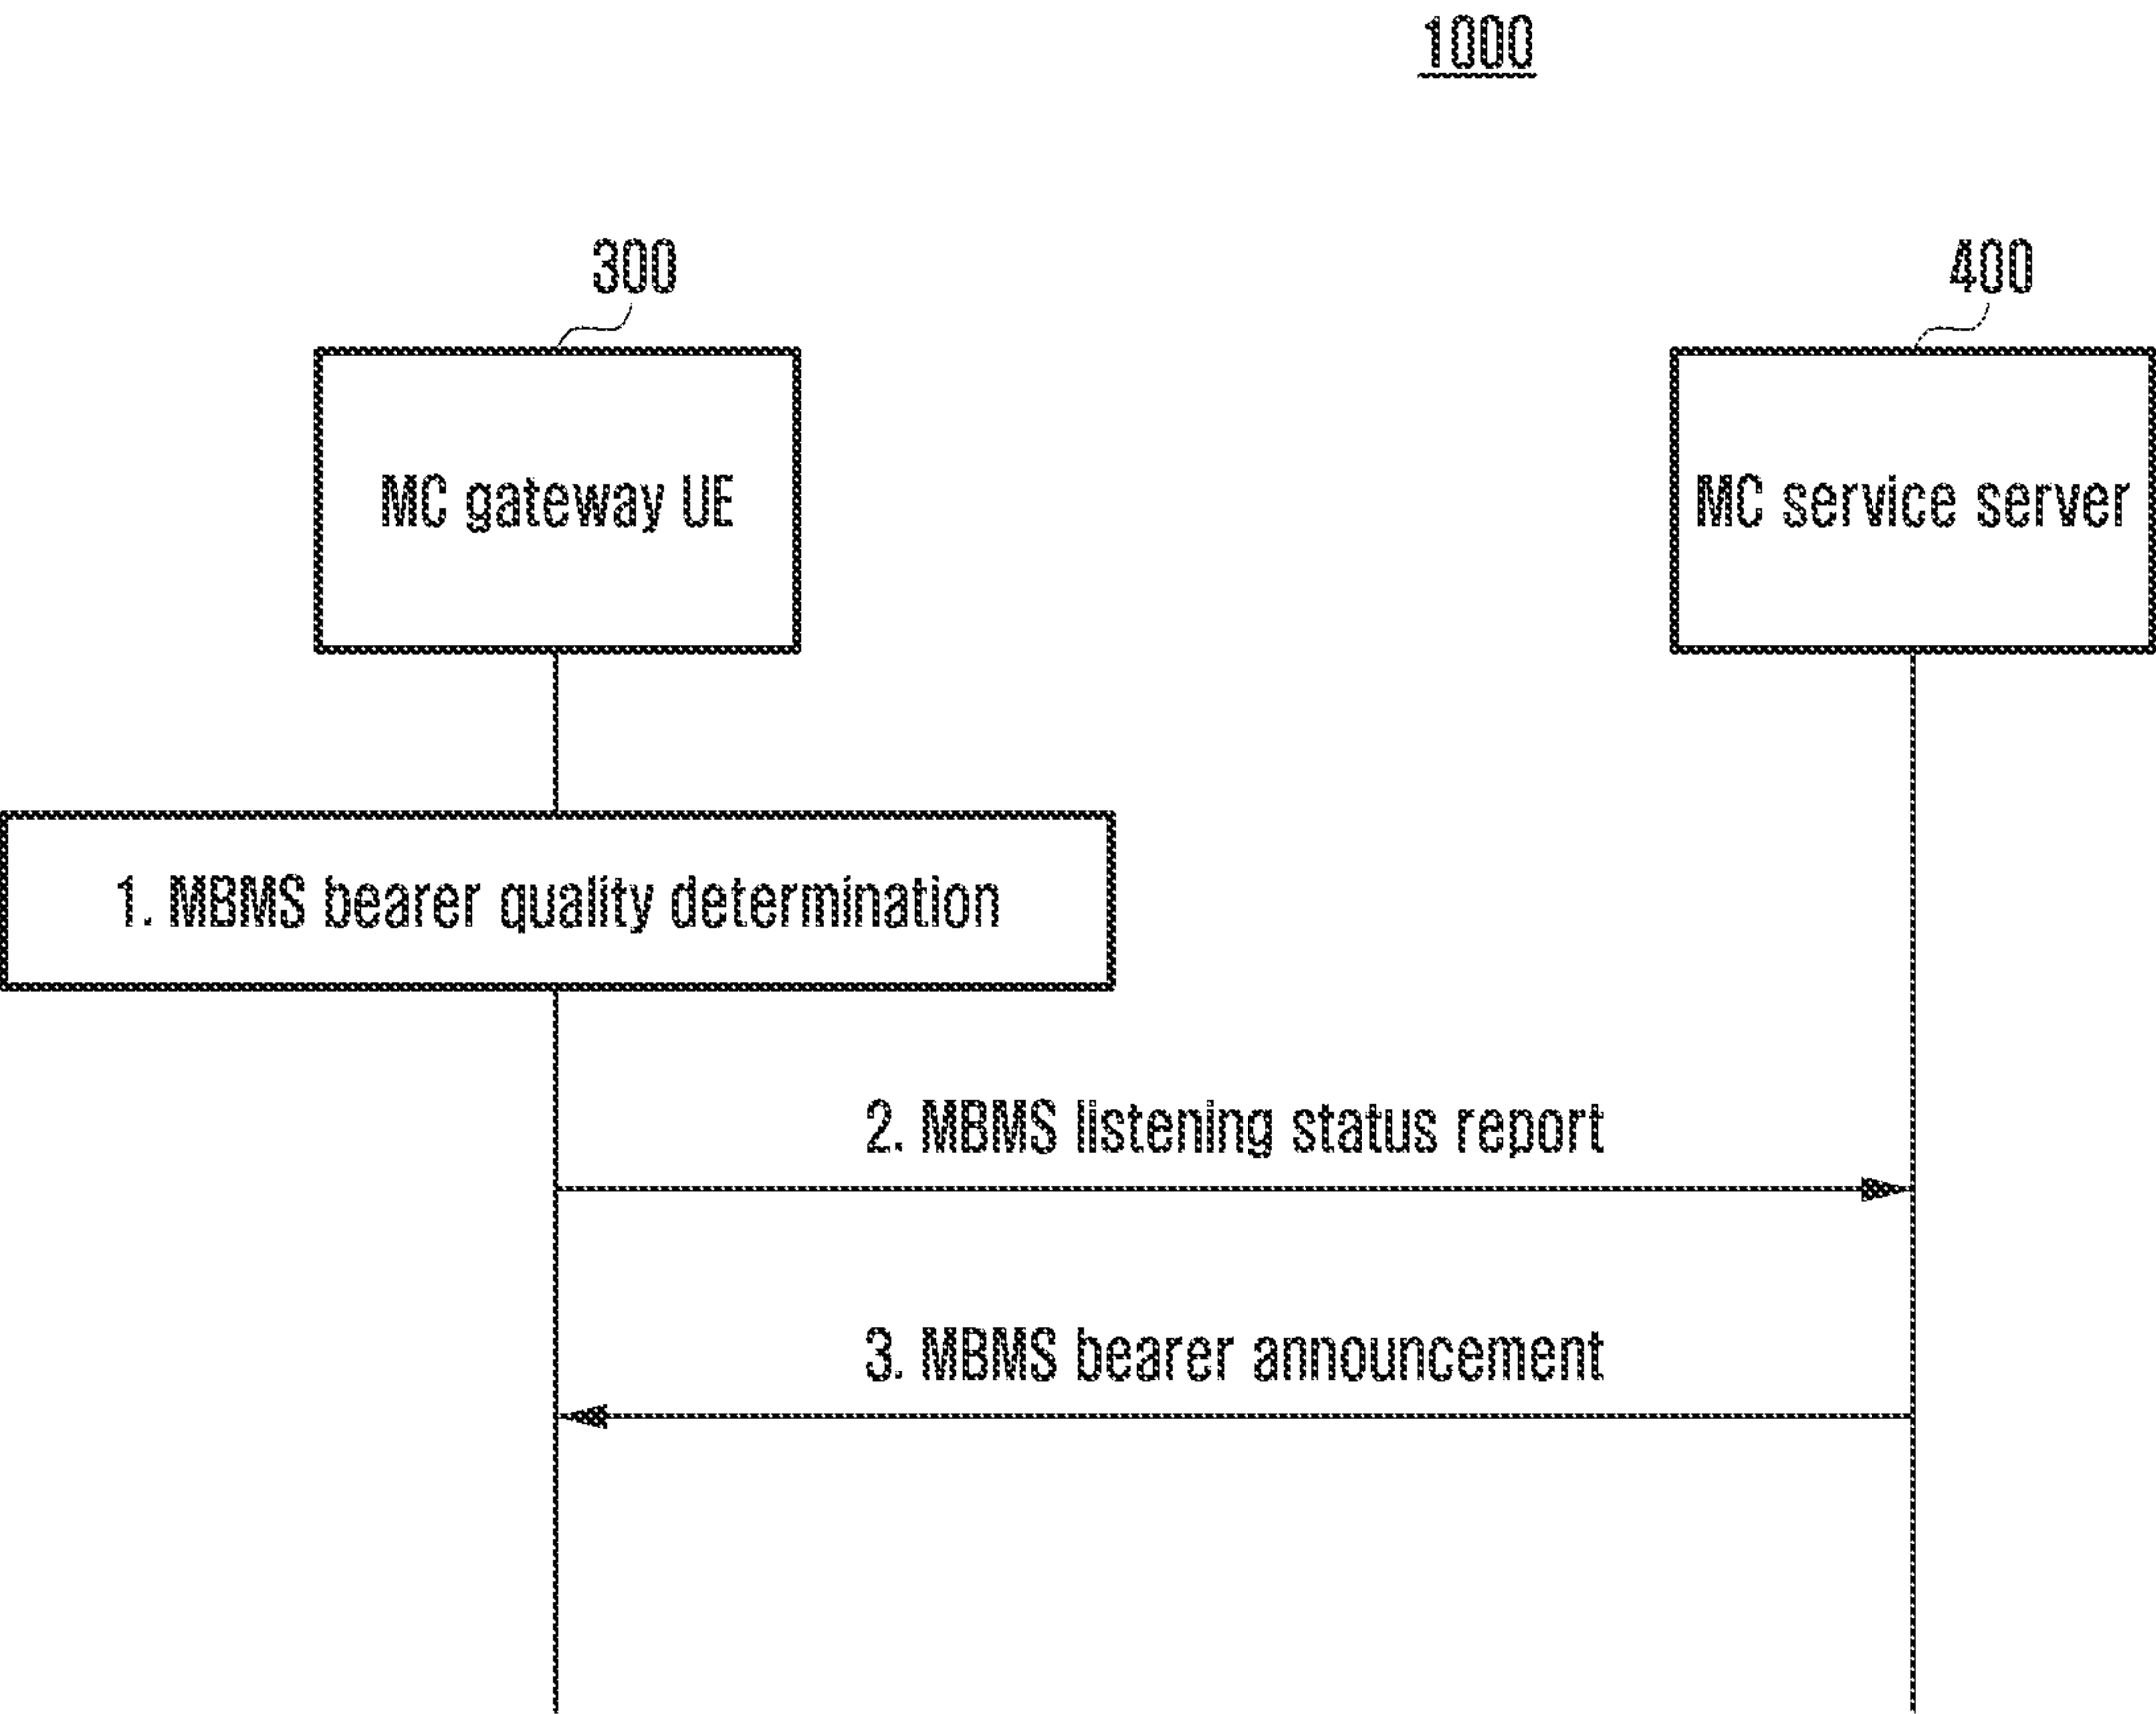 1000
300
400
MC gateway UE
MC service server
1. MBMS bearer quality determination
2. MBMS listening status report
3. MBMS bearer announcement